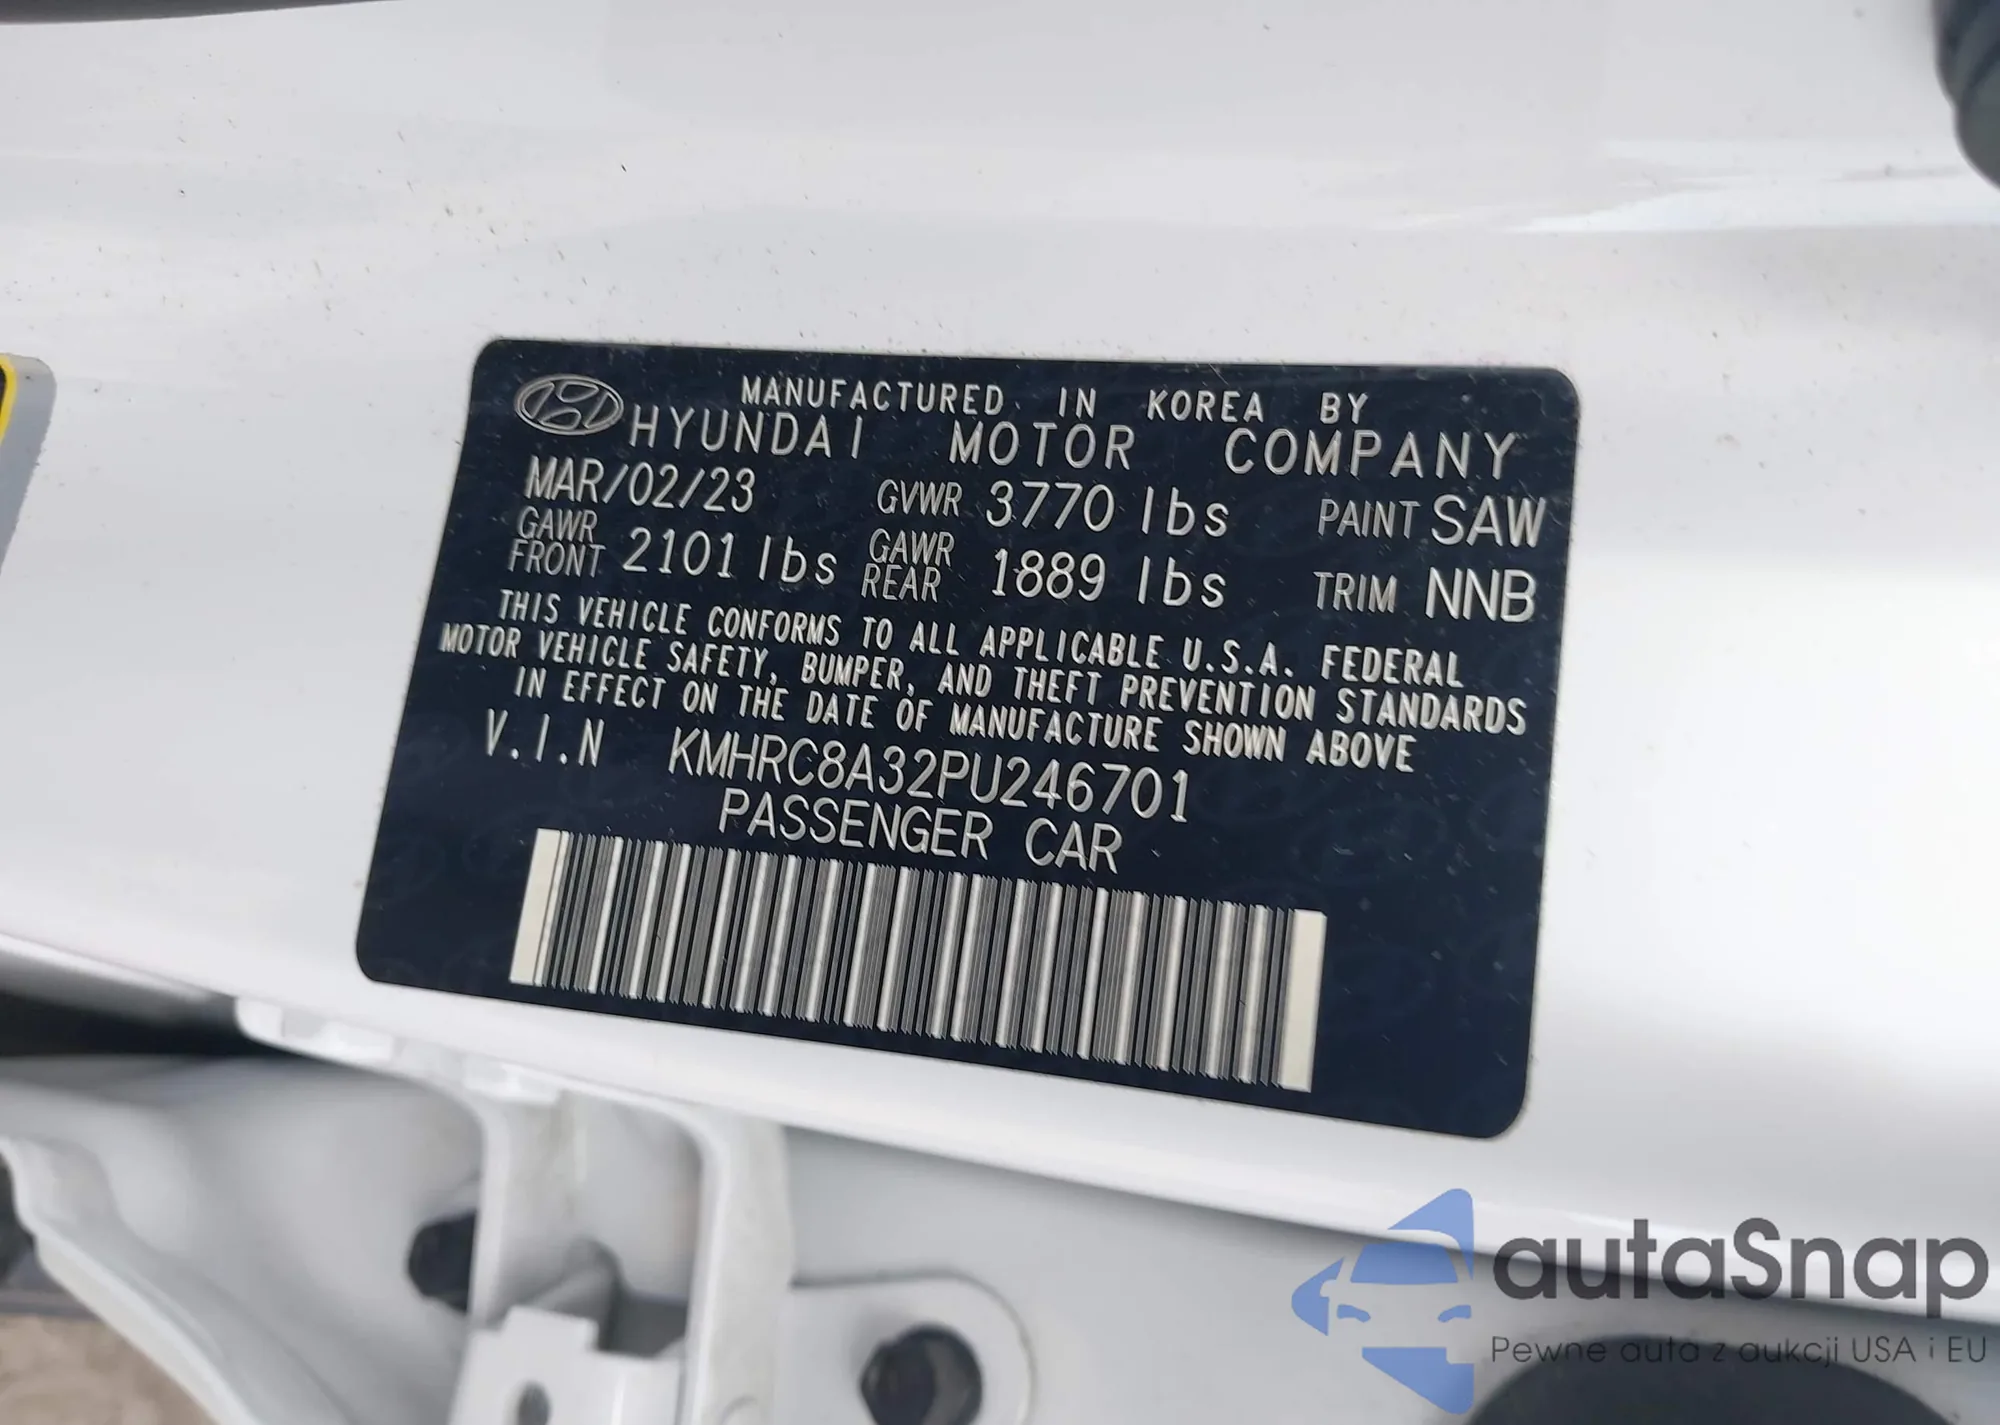 MANUFACTURED IN KOREA BY
HYUNDAI MOTOR COMPANY
MAR/02/23 GVWR 3770 lbs PAINT SAW
GAWR FRONT 2101 lbs GAWR REAR 1889 lbs TRIM NNB
THIS VEHICLE CONFORMS TO ALL APPLICABLE U.S.A. FEDERAL
MOTOR VEHICLE SAFETY, BUMPER, AND THEFT PREVENTION STANDARDS
IN EFFECT ON THE DATE OF MANUFACTURE SHOWN ABOVE
V.I.N KMHRC8A32PU246701
PASSENGER CAR
autaSnap
Pewne auta z aukcji USA i EU